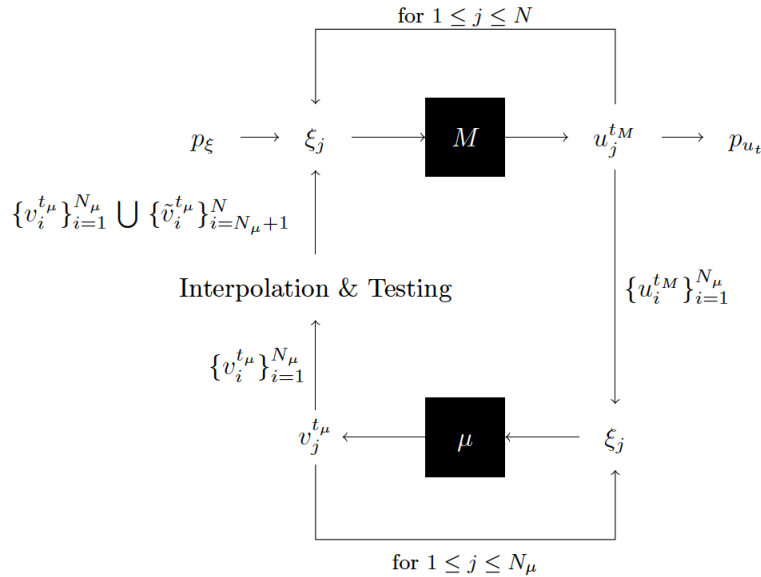 for 1 ≤ j ≤ N
p_ξ ξ_j M u_j^{t_M} p_{u_t}
{v_i^{t_μ}}_{i=1}^{N_μ} ⋃ {ṽ_i^{t_μ}}_{i=N_μ+1}^{N}
Interpolation & Testing
{u_i^{t_M}}_{i=1}^{N_μ}
{v_i^{t_μ}}_{i=1}^{N_μ}
v_j^{t_μ} μ ξ_j
for 1 ≤ j ≤ N_μ